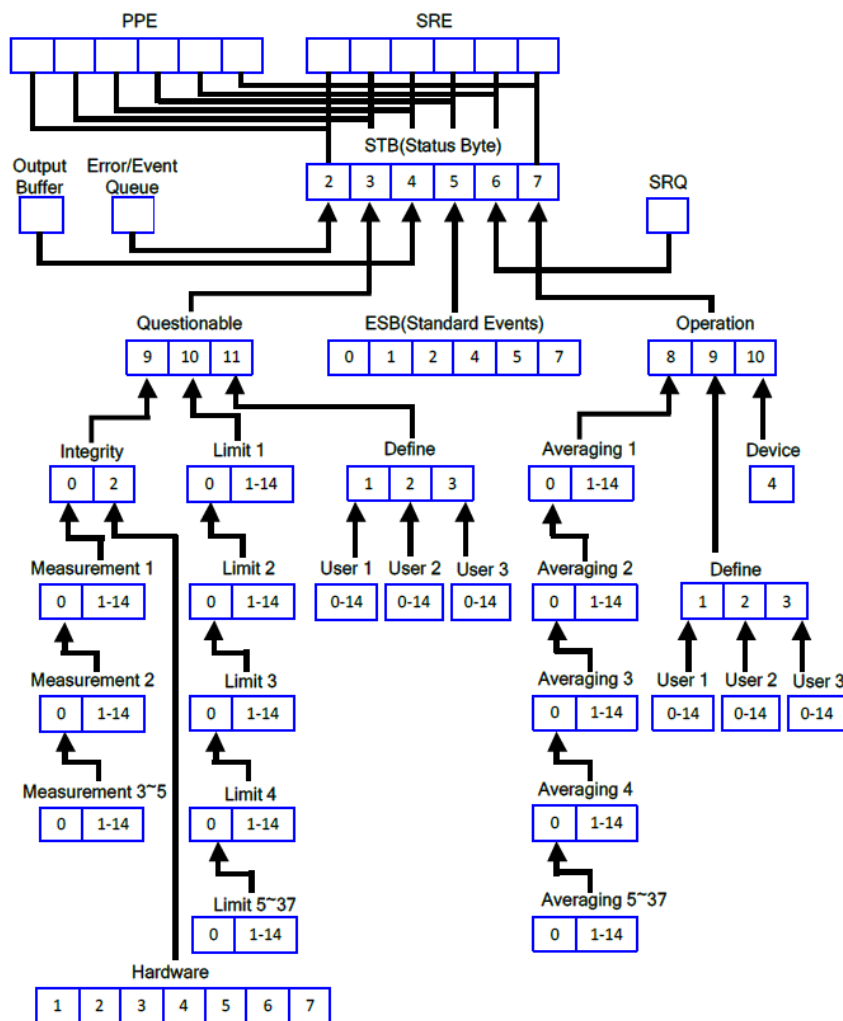 PPE SRE
STB(Status Byte)
Output Buffer
Error/Event Queue
2 3 4 5 6 7
SRQ
Questionable
ESB(Standard Events)
Operation
9 10 11
0 1 2 4 5 7
8 9 10
Integrity
Limit 1
Define
Averaging 1
Device
0 2
0 1-14
1 2 3
0 1-14
4
Measurement 1
Limit 2
User 1
User 2
User 3
Averaging 2
Define
0 1-14
0 1-14
0-14
0-14
0-14
0 1-14
1 2 3
Measurement 2
Limit 3
Averaging 3
User 1
User 2
User 3
0 1-14
0 1-14
0 1-14
0-14
0-14
0-14
Measurement 3~5
Limit 4
Averaging 4
0 1-14
0 1-14
0 1-14
Limit 5~37
Averaging 5~37
0 1-14
0 1-14
Hardware
1 2 3 4 5 6 7